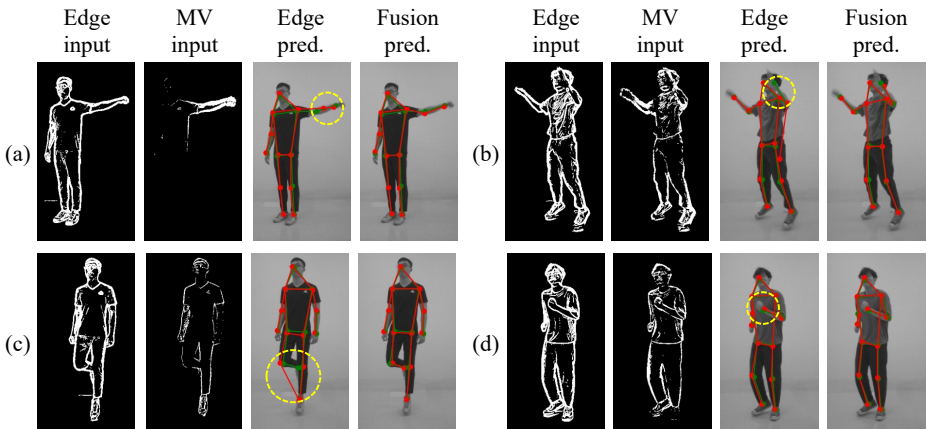 Edge input
MV input
Edge pred.
Fusion pred.
Edge input
MV input
Edge pred.
Fusion pred.
(a)
(b)
(c)
(d)